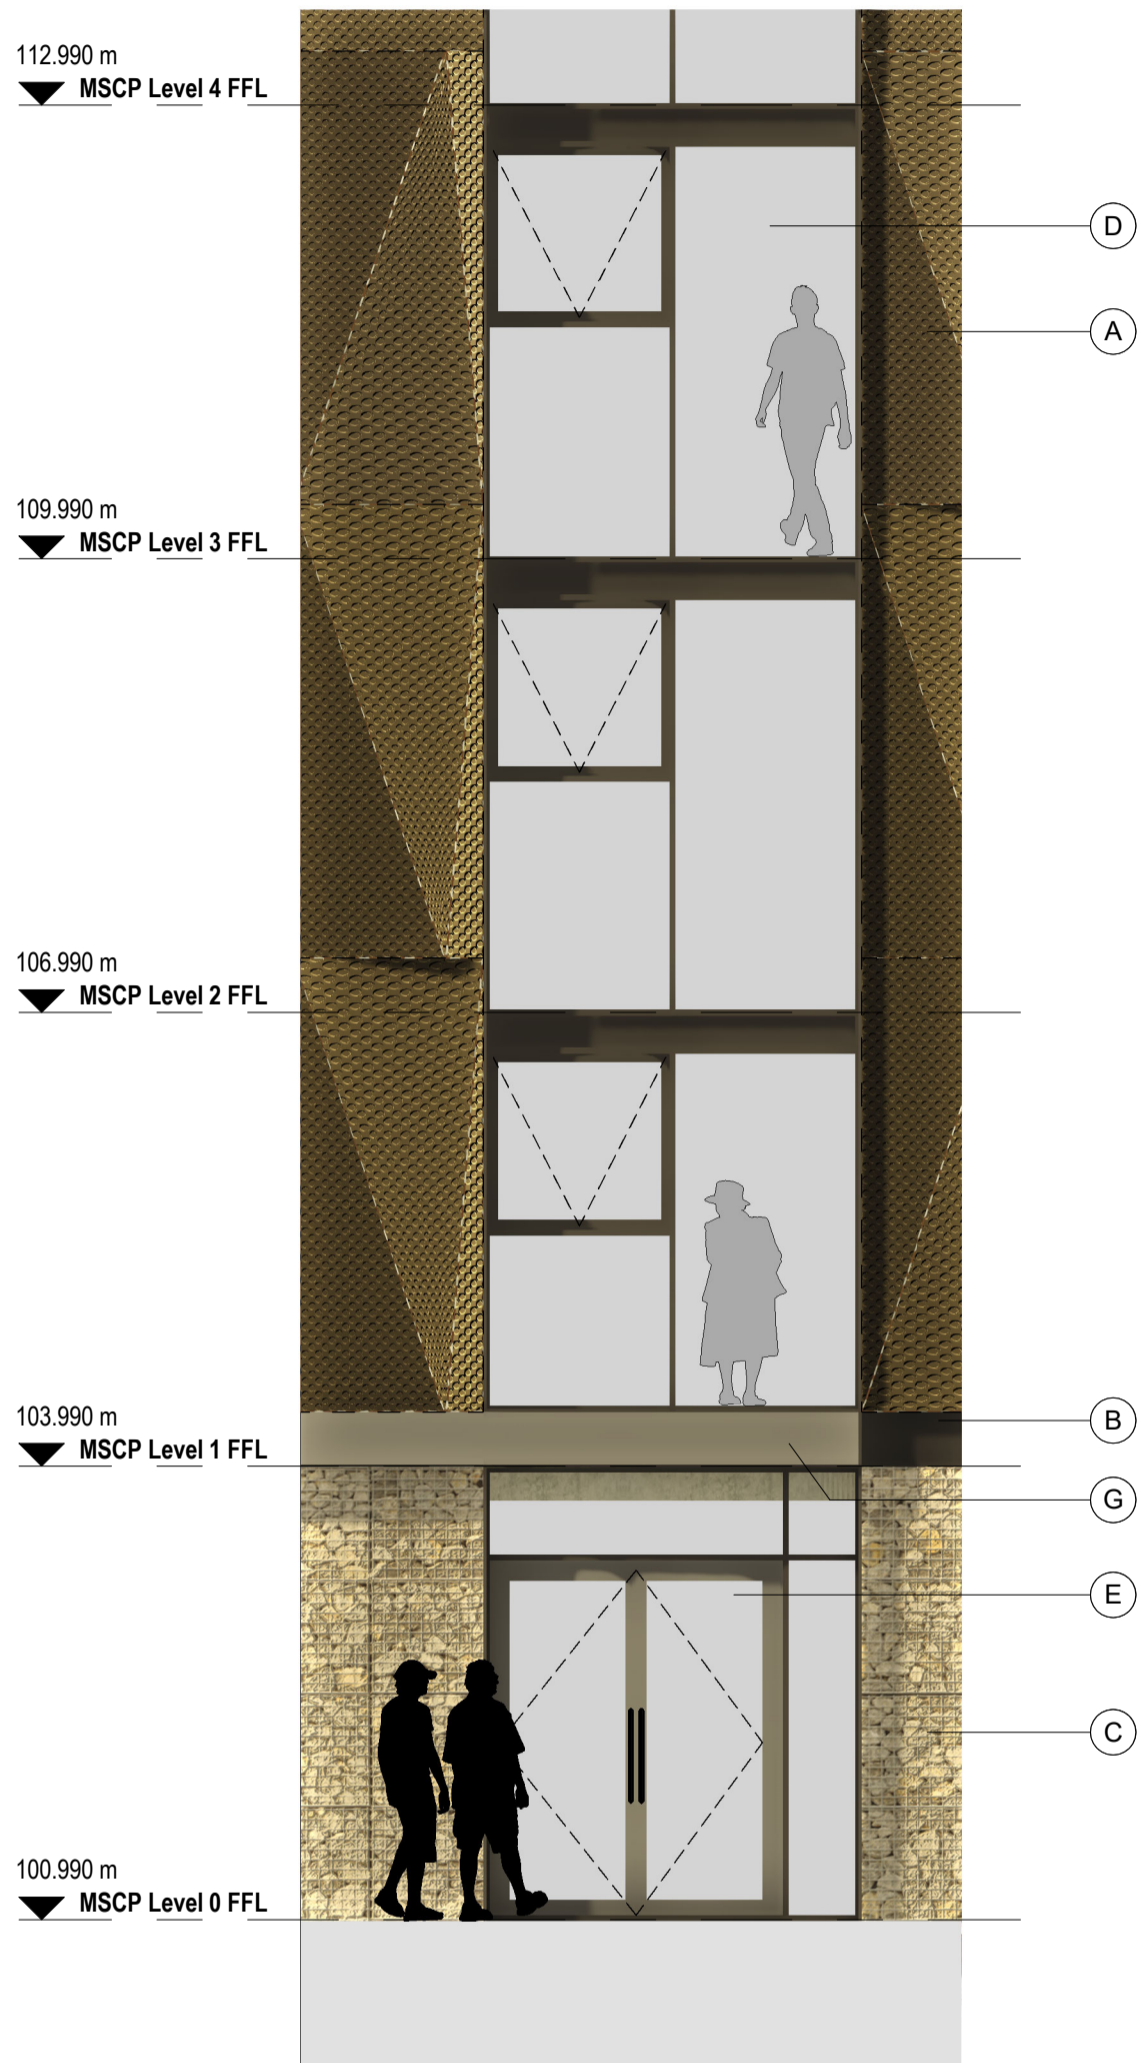 112.990 m
MSCP Level 4 FFL
D
A
109.990 m
MSCP Level 3 FFL
106.990 m
MSCP Level 2 FFL
103.990 m
MSCP Level 1 FFL
B
G
E
C
100.990 m
MSCP Level 0 FFL